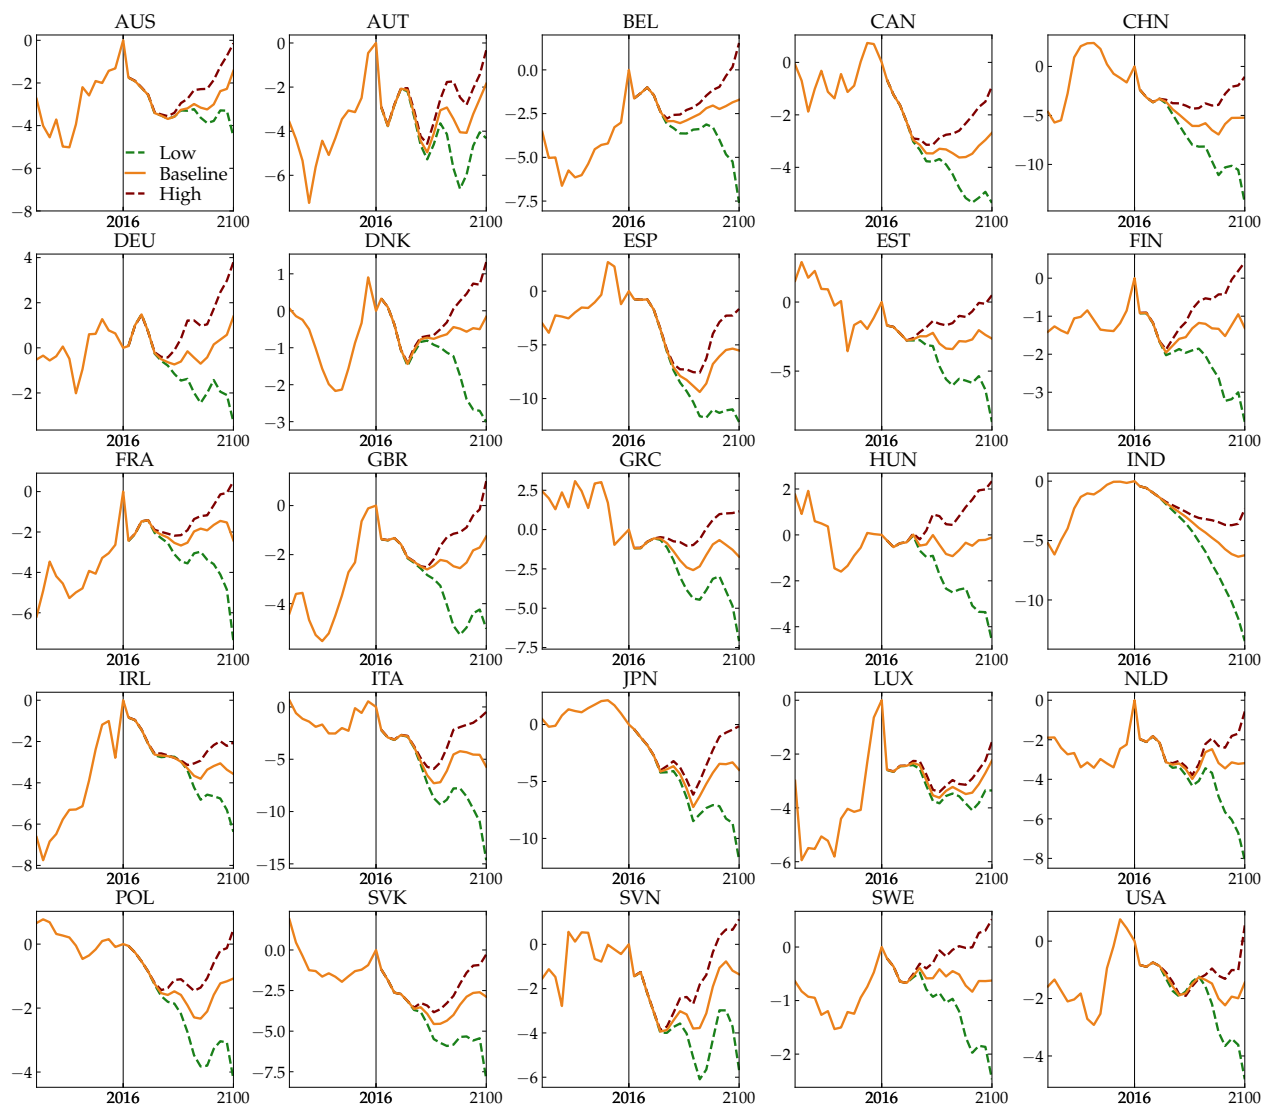 AUS AUT BEL CAN CHN
0 0 0.0 0 0
−2 −2 −2.5 −2 −5
−4 −4 −5.0 −4 −10
−6 −6 −7.5
−8
Low
Baseline
High
2016 2100 2016 2100 2016 2100 2016 2100 2016 2100
DEU DNK ESP EST FIN
4 1 0 0 0
2 0 −5 −5 −1
0 −1 −10 −2
−2 −2 −3
−3
2016 2100 2016 2100 2016 2100 2016 2100 2016 2100
FRA GBR GRC HUN IND
0 0 2.5 2 0
−2 −2 0.0 0 −5
−4 −4 −2.5 −2 −10
−6 −5.0 −4
−7.5
2016 2100 2016 2100 2016 2100 2016 2100 2016 2100
IRL ITA JPN LUX NLD
0 0 0 0 0
−2 −5 −5 −2 −2
−4 −10 −10 −4 −4
−6 −15 −6 −6
−8 −8
2016 2100 2016 2100 2016 2100 2016 2100 2016 2100
POL SVK SVN SWE USA
0 0.0 0 0 0
−2 −2.5 −2 −1 −2
−4 −5.0 −4 −2 −4
−7.5 −6
2016 2100 2016 2100 2016 2100 2016 2100 2016 2100